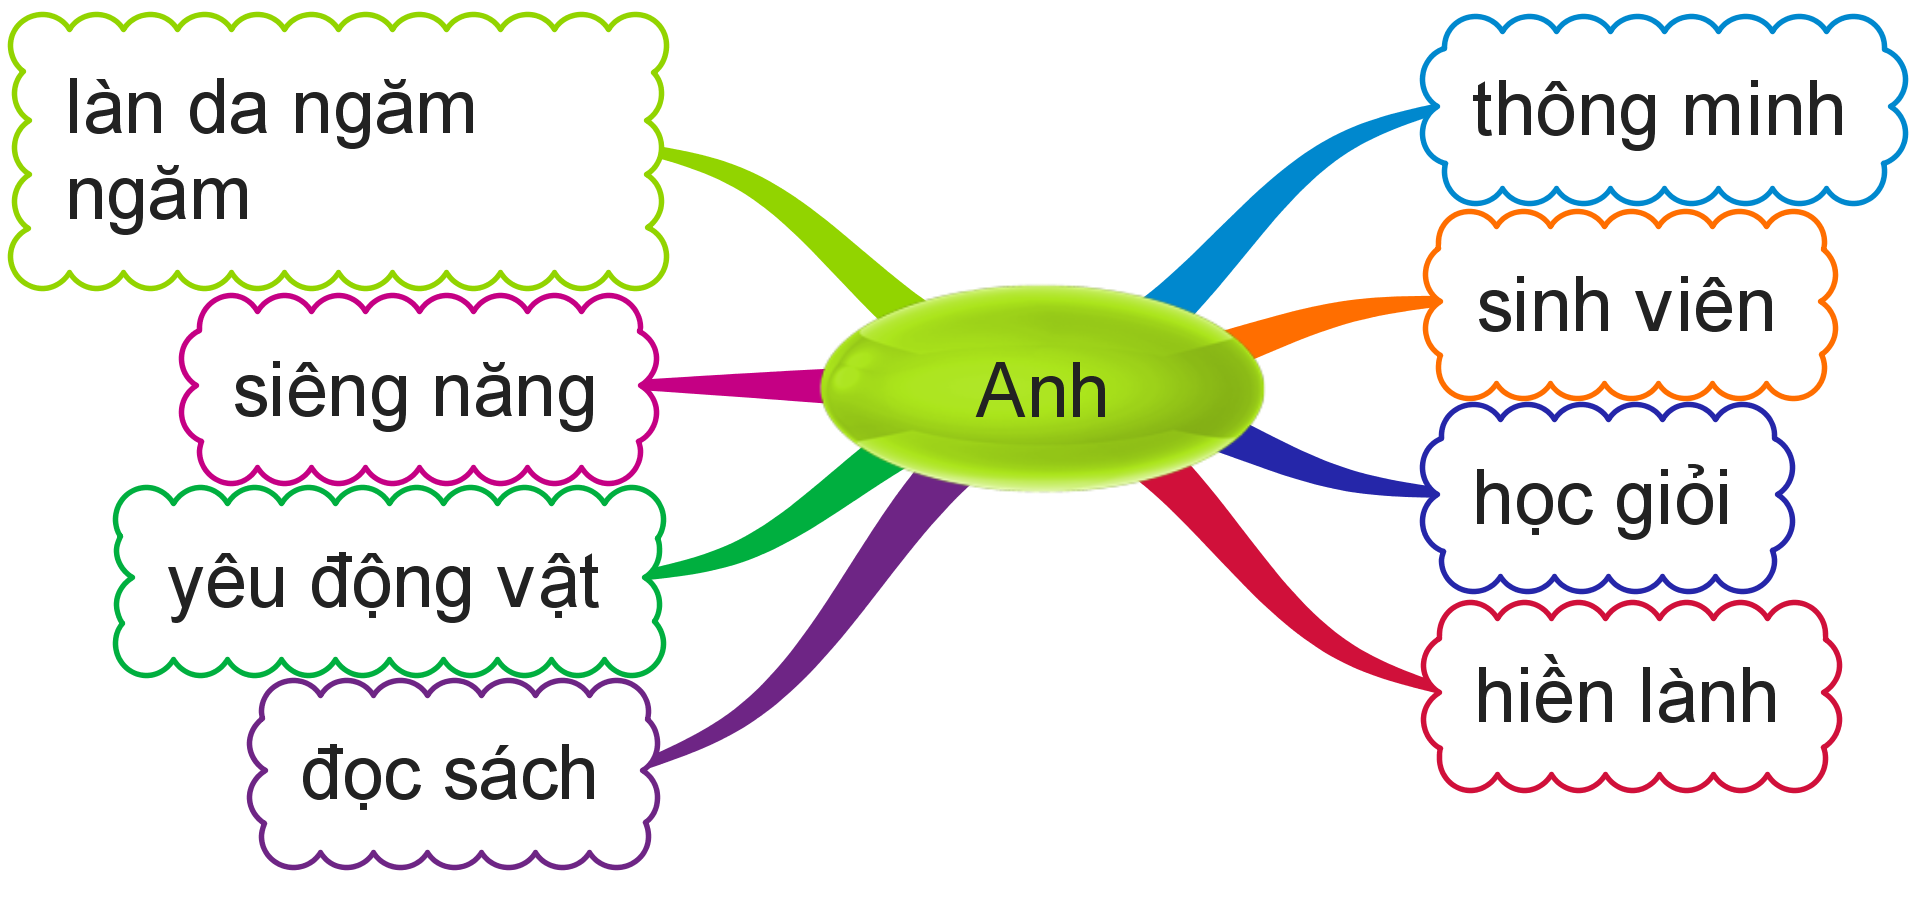 làn da ngăm
ngăm
siêng năng
yêu động vật
đọc sách
Anh
thông minh
sinh viên
học giỏi
hiền lành